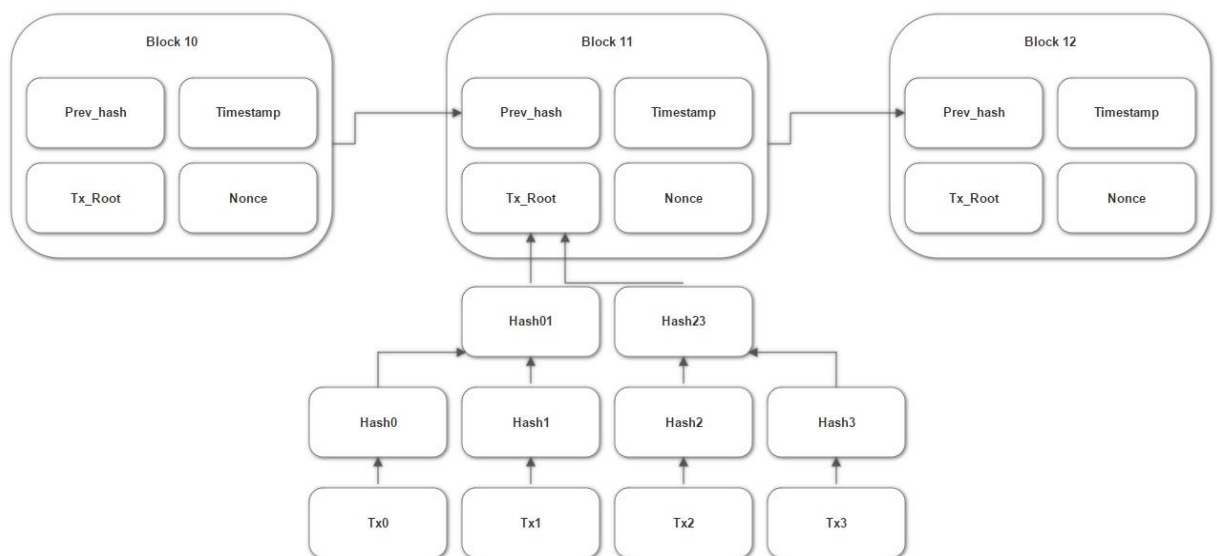 Block 10
Block 11
Block 12
Prev_hash
Timestamp
Prev_hash
Timestamp
Prev_hash
Timestamp
Tx_Root
Nonce
Tx_Root
Nonce
Tx_Root
Nonce
Hash01
Hash23
Hash0
Hash1
Hash2
Hash3
Tx0
Tx1
Tx2
Tx3